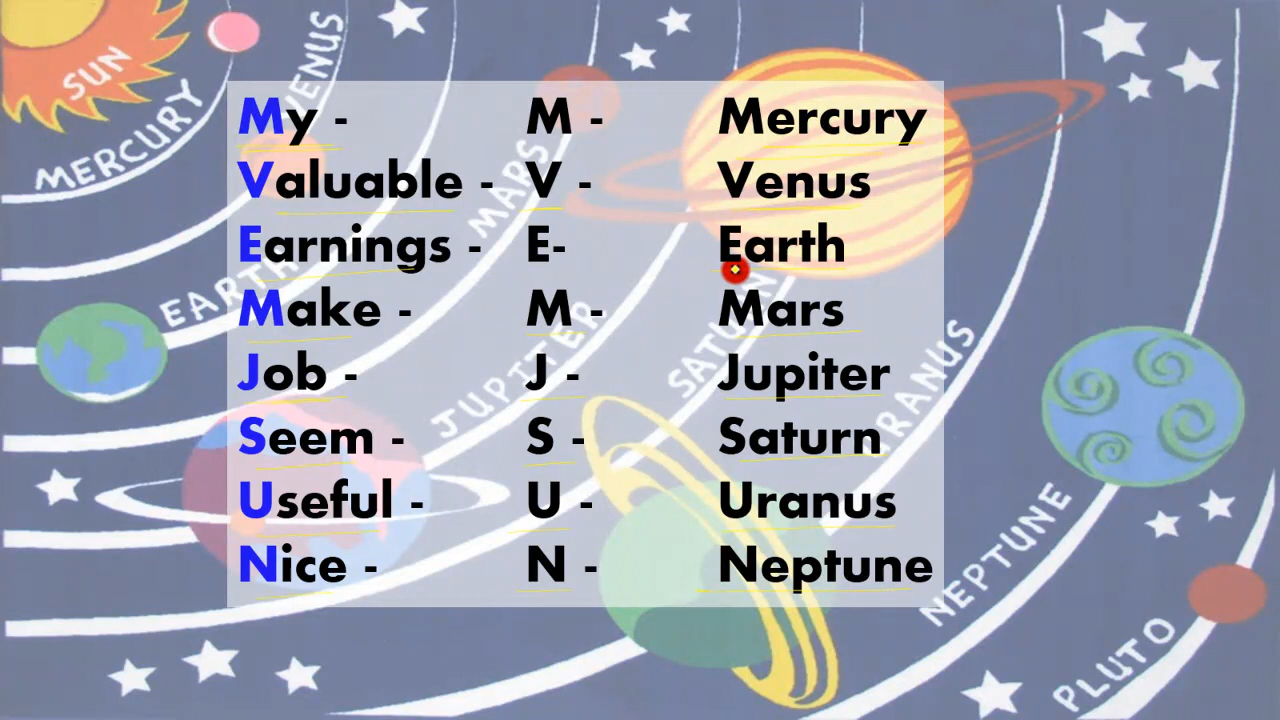 SUN
MERCURY
VENUS
EARTH
MARS
JUPITER
SATURN
URANUS
NEPTUNE
PLUTO
My - M - Mercury
Valuable - V - Venus
Earnings - E- Earth
Make - M - Mars
Job - J - Jupiter
Seem - S - Saturn
Useful - U - Uranus
Nice - N - Neptune